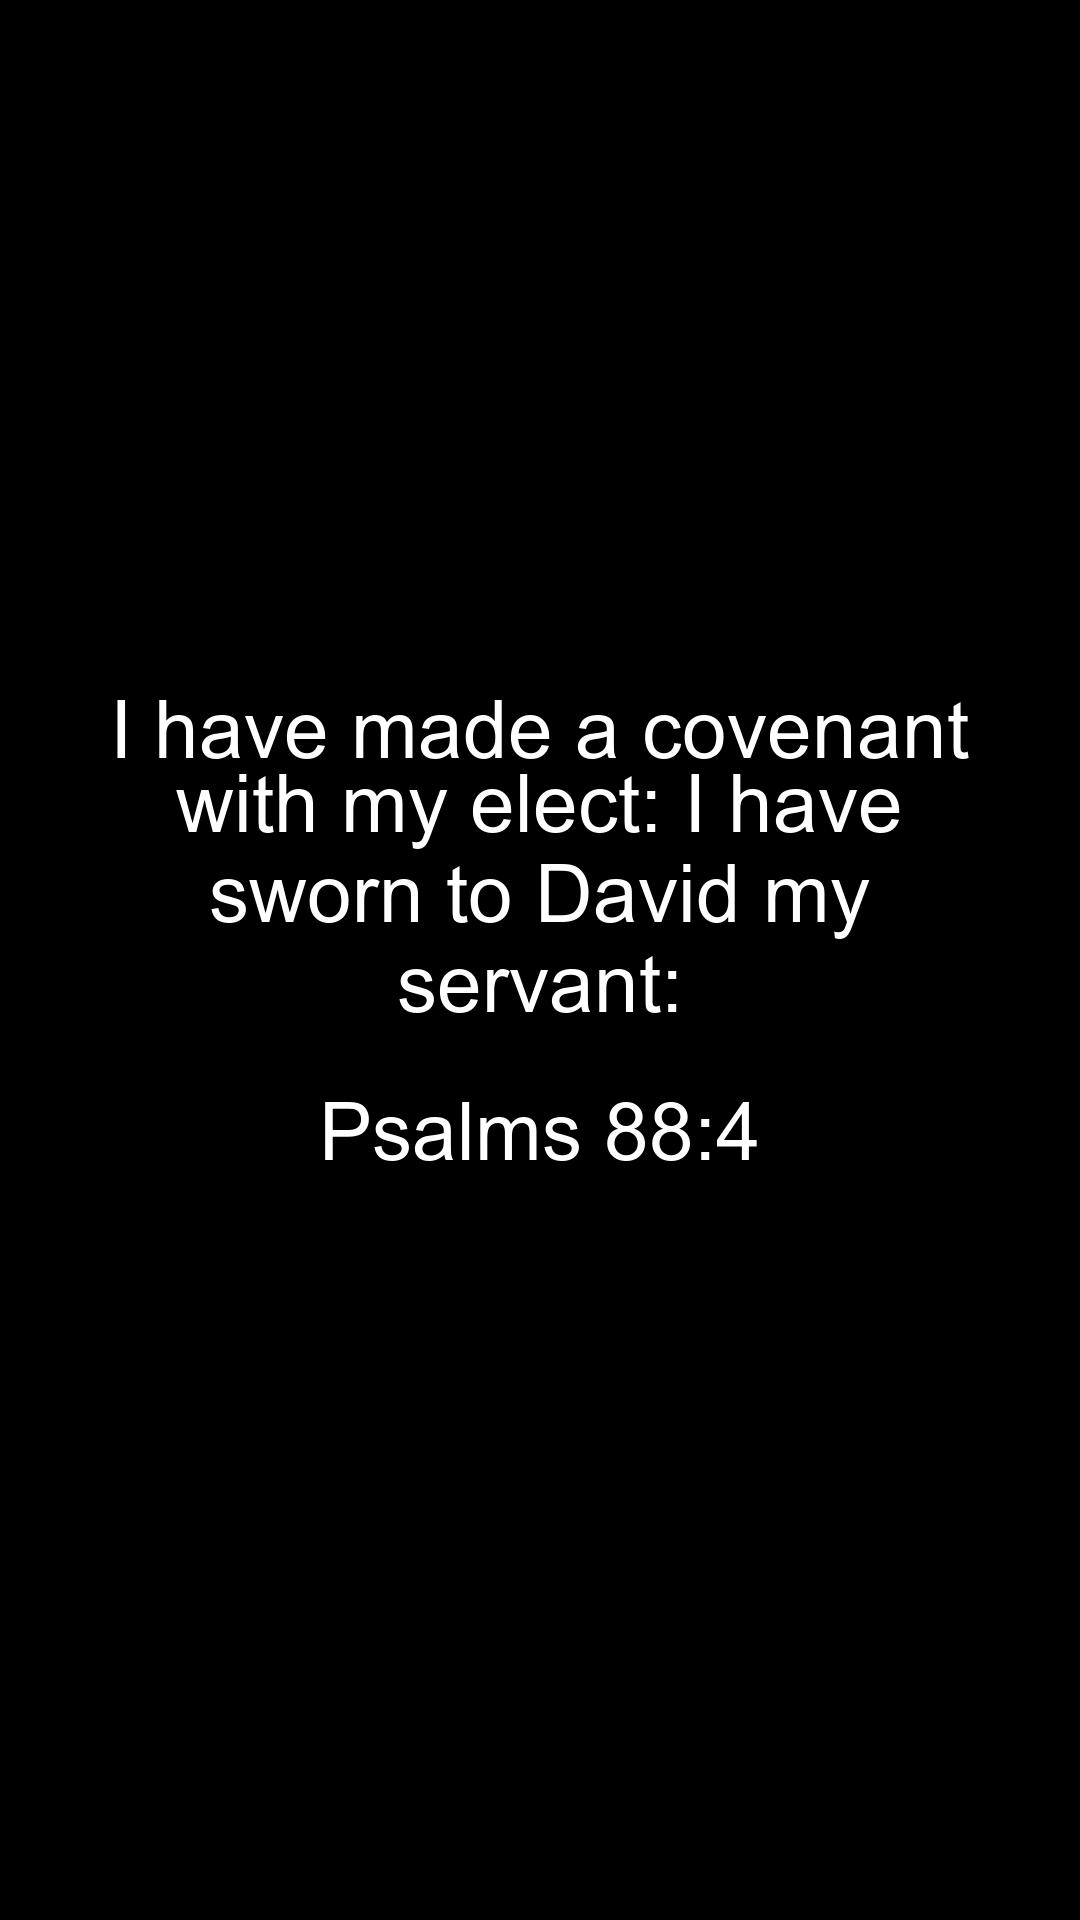 I have made a covenant
with my elect: I have
sworn to David my
servant:
Psalms 88:4